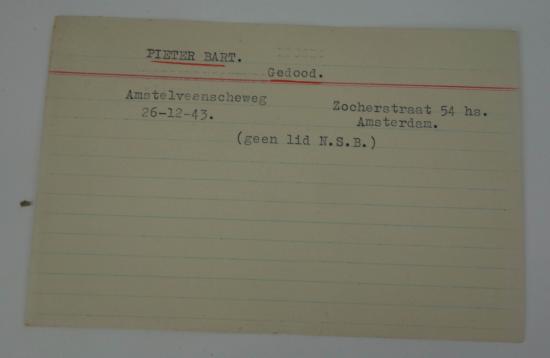 PIETER BART.
Gedood.
Amstelveenscheweg
26-12-43.
Zocherstraat 54 hs.
Amsterdam.
(geen lid N.S.B.)